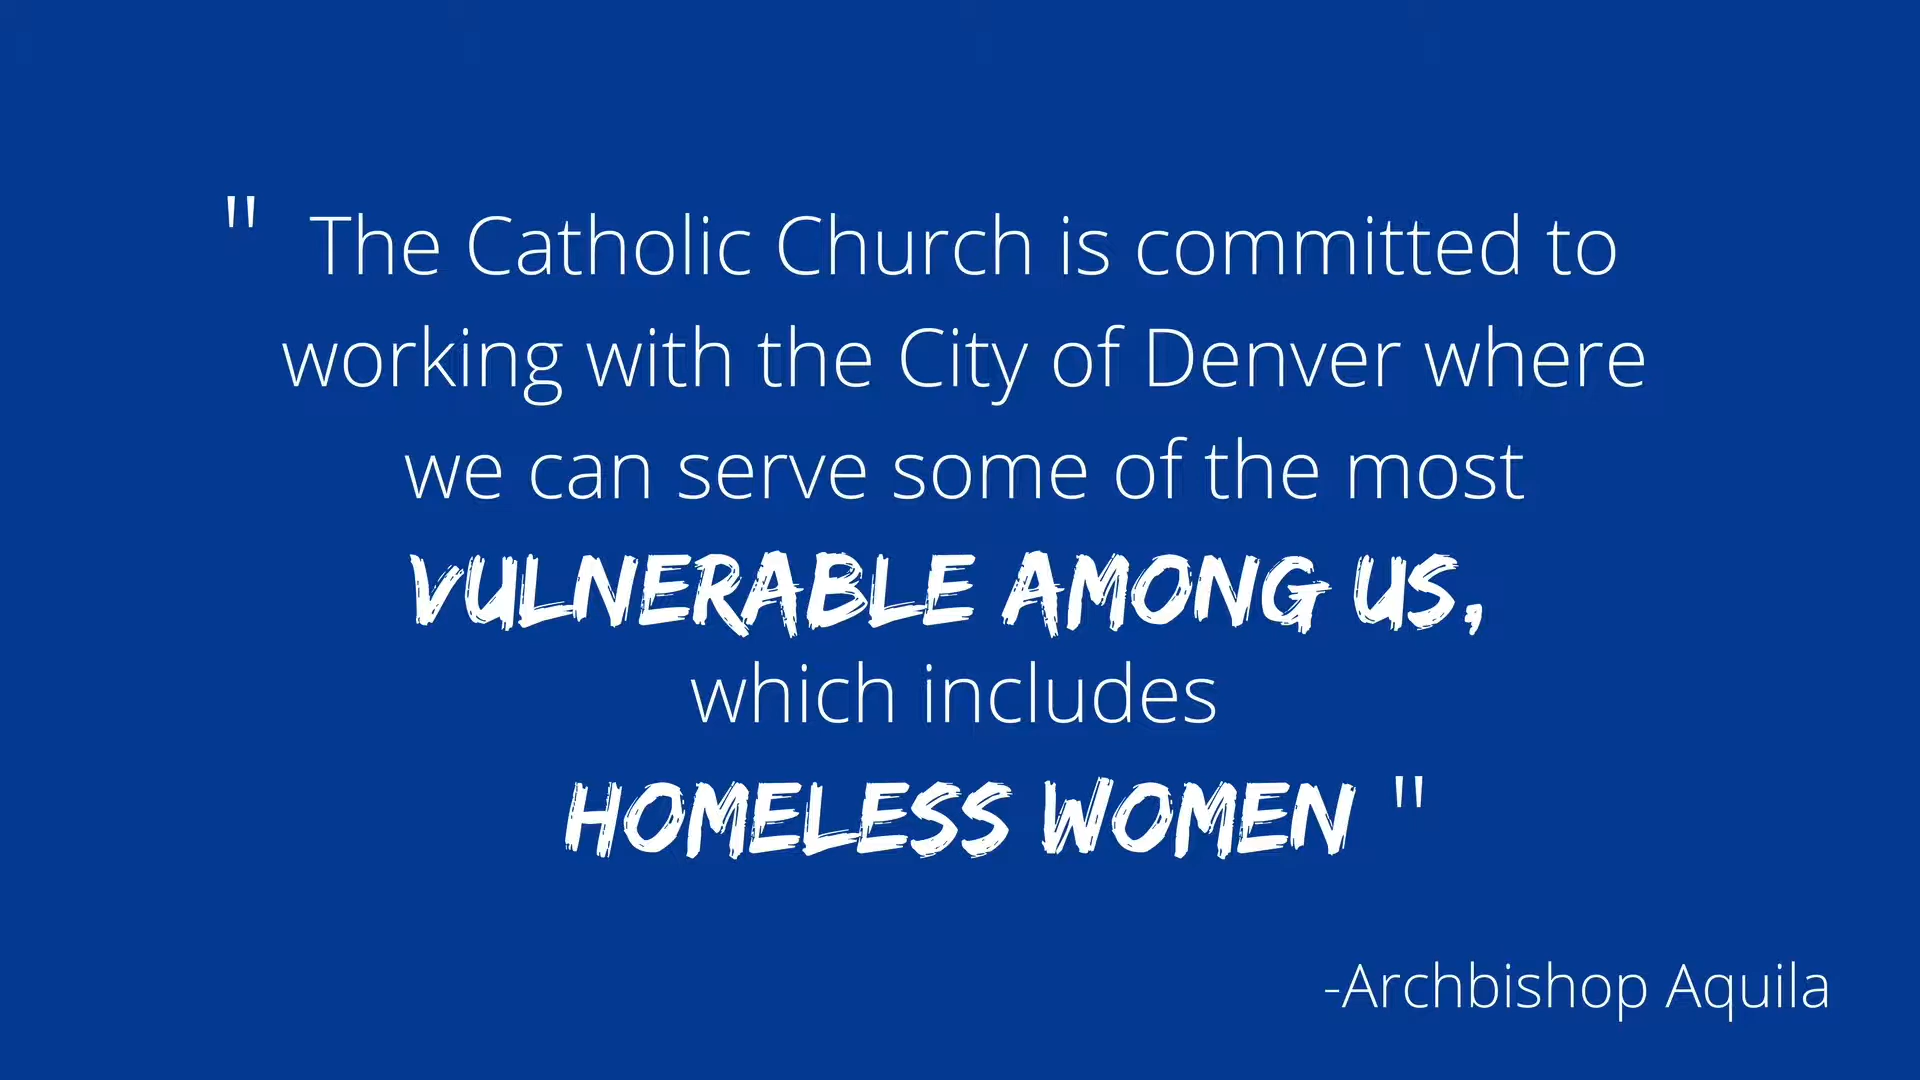 " The Catholic Church is committed to
working with the City of Denver where
we can serve some of the most
VULNERABLE AMONG US,
which includes
HOMELESS WOMEN "
-Archbishop Aquila